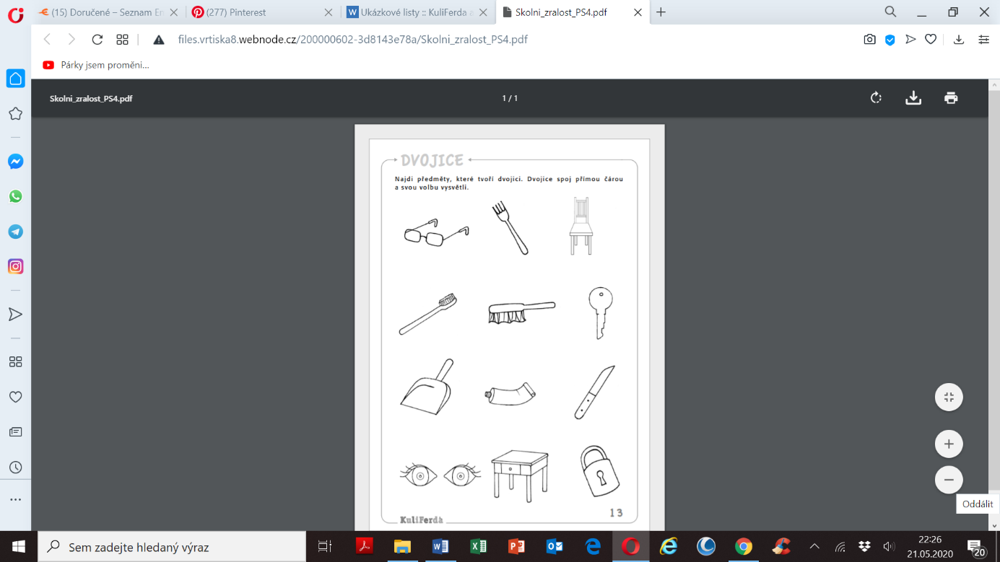 (15) Doručené – Seznam En
(277) Pinterest
Ukázkové listy :: KuliFerda a
Skolni_zralost_PS4.pdf
files.vrtiska8.webnode.cz/200000602-3d8143e78a/Skolni_zralost_PS4.pdf
Párky jsem proměni...
Skolni_zralost_PS4.pdf
1 / 1
DVOJICE
Najdi předměty, které tvoří dvojici. Dvojice spoj přímou čárou
a svou volbu vysvětli.
13
KuliFerda
Oddálit
Sem zadejte hledaný výraz
22:26
21.05.2020
20